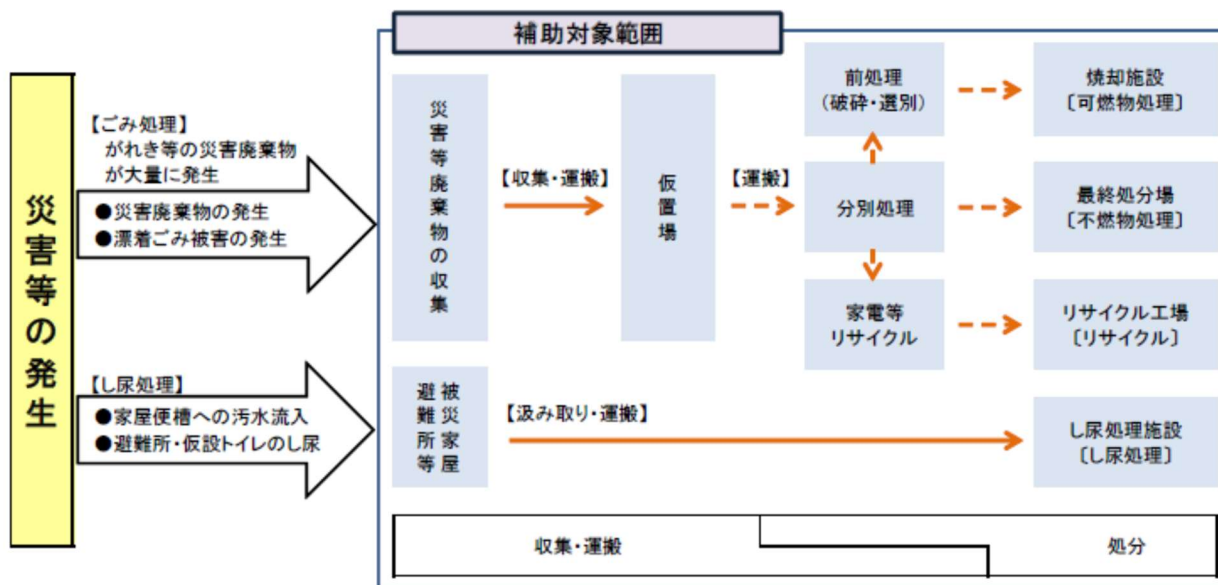 補助対象範囲
災害等の発生
【ごみ処理】
がれき等の災害廃棄物
が大量に発生
●災害廃棄物の発生
●漂着ごみ被害の発生
災害等廃棄物の収集
【収集・運搬】
仮置場
【運搬】
前処理
(破砕・選別)
焼却施設
〔可燃物処理〕
分別処理
最終処分場
〔不燃物処理〕
家電等
リサイクル
リサイクル工場
〔リサイクル〕
【し尿処理】
●家屋便槽への汚水流入
●避難所・仮設トイレのし尿
被災家屋
避難所等
【汲み取り・運搬】
し尿処理施設
〔し尿処理〕
収集・運搬
処分